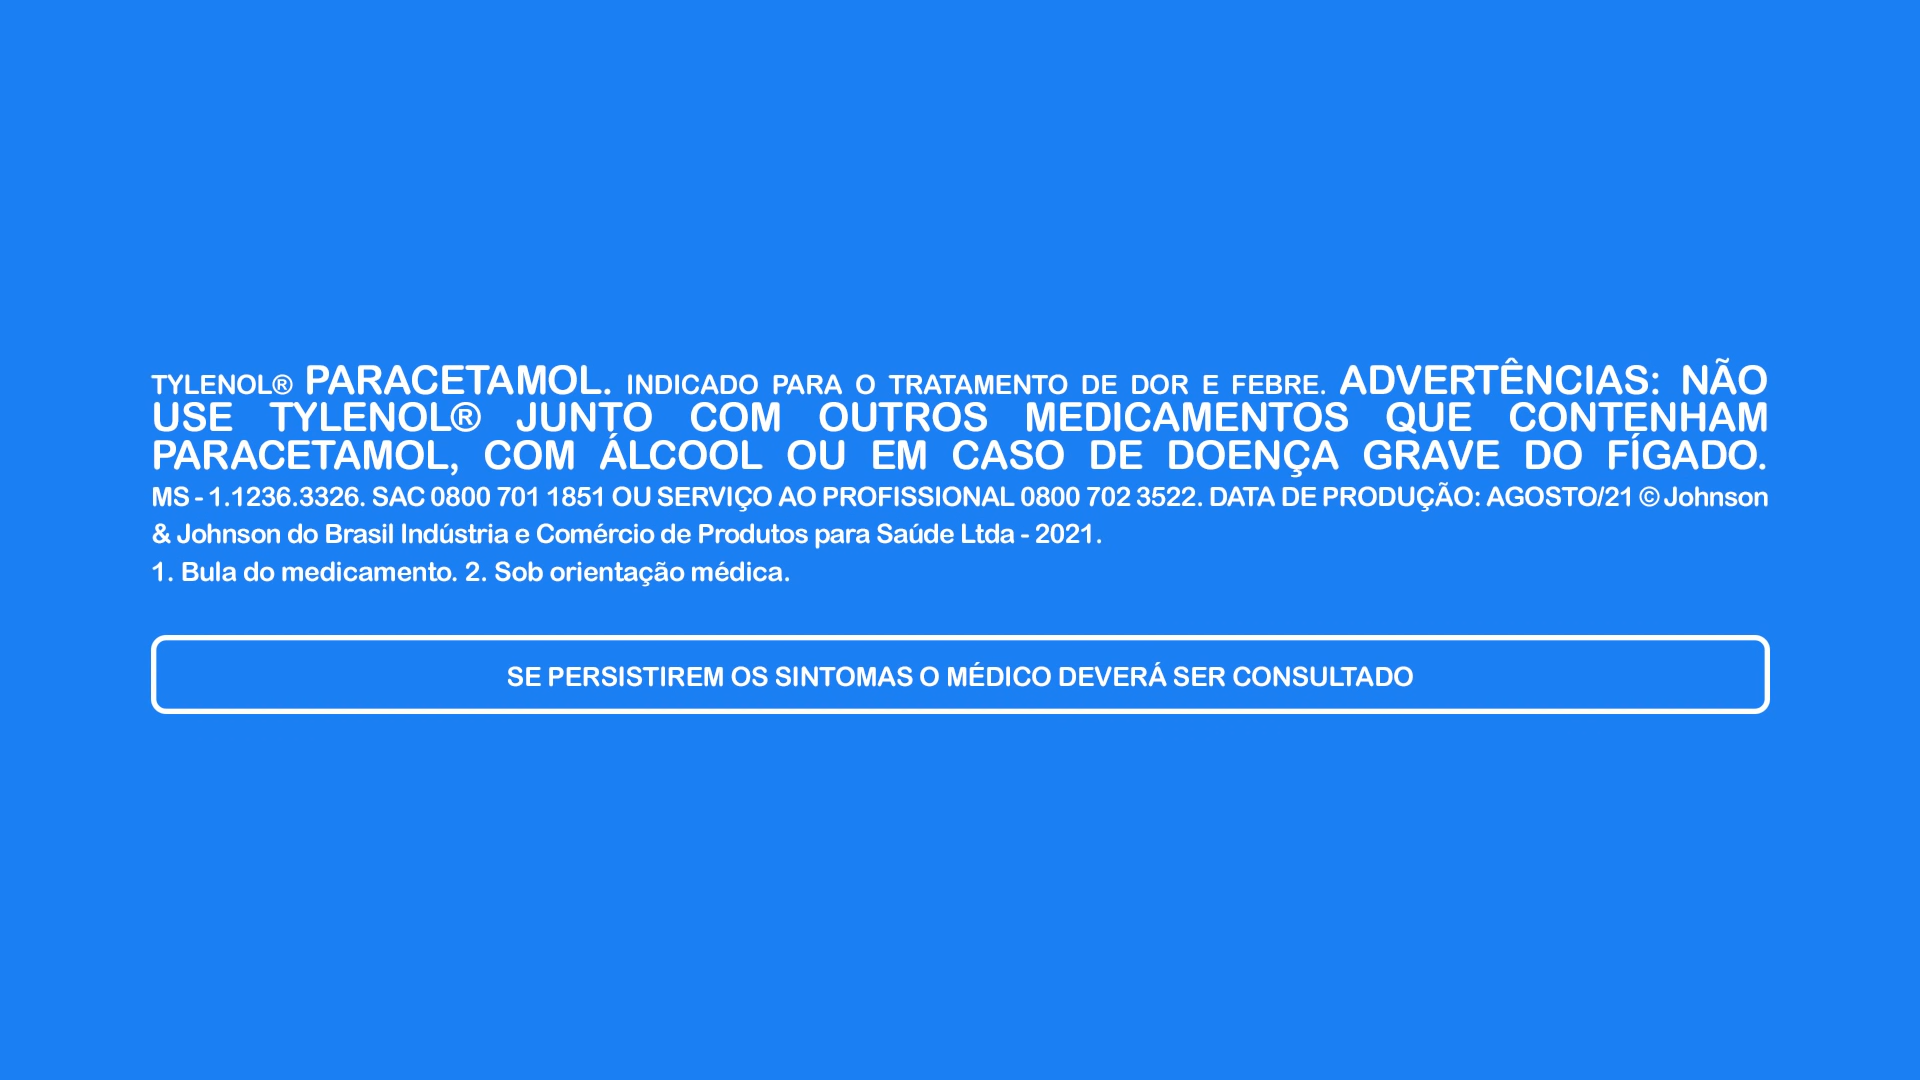 TYLENOL® PARACETAMOL. INDICADO PARA O TRATAMENTO DE DOR E FEBRE. ADVERTÊNCIAS: NÃO
USE TYLENOL® JUNTO COM OUTROS MEDICAMENTOS QUE CONTENHAM
PARACETAMOL, COM ÁLCOOL OU EM CASO DE DOENÇA GRAVE DO FÍGADO.
MS - 1.1236.3326. SAC 0800 701 1851 OU SERVIÇO AO PROFISSIONAL 0800 702 3522. DATA DE PRODUÇÃO: AGOSTO/21 © Johnson
& Johnson do Brasil Indústria e Comércio de Produtos para Saúde Ltda - 2021.
1. Bula do medicamento. 2. Sob orientação médica.
SE PERSISTIREM OS SINTOMAS O MÉDICO DEVERÁ SER CONSULTADO